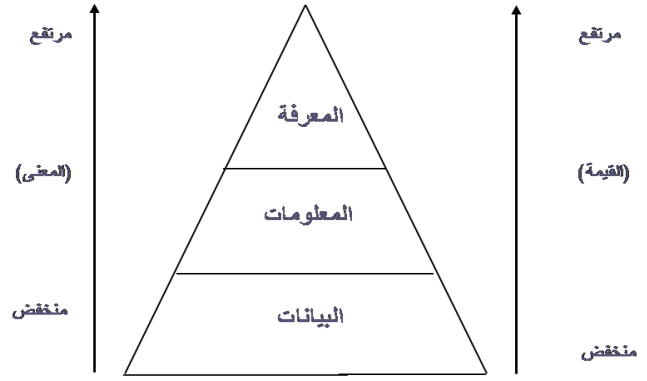 مرتفع
مرتفع
المعرفة
(القيمة)
(المعنى)
المعلومات
البيانات
منخفض
منخفض